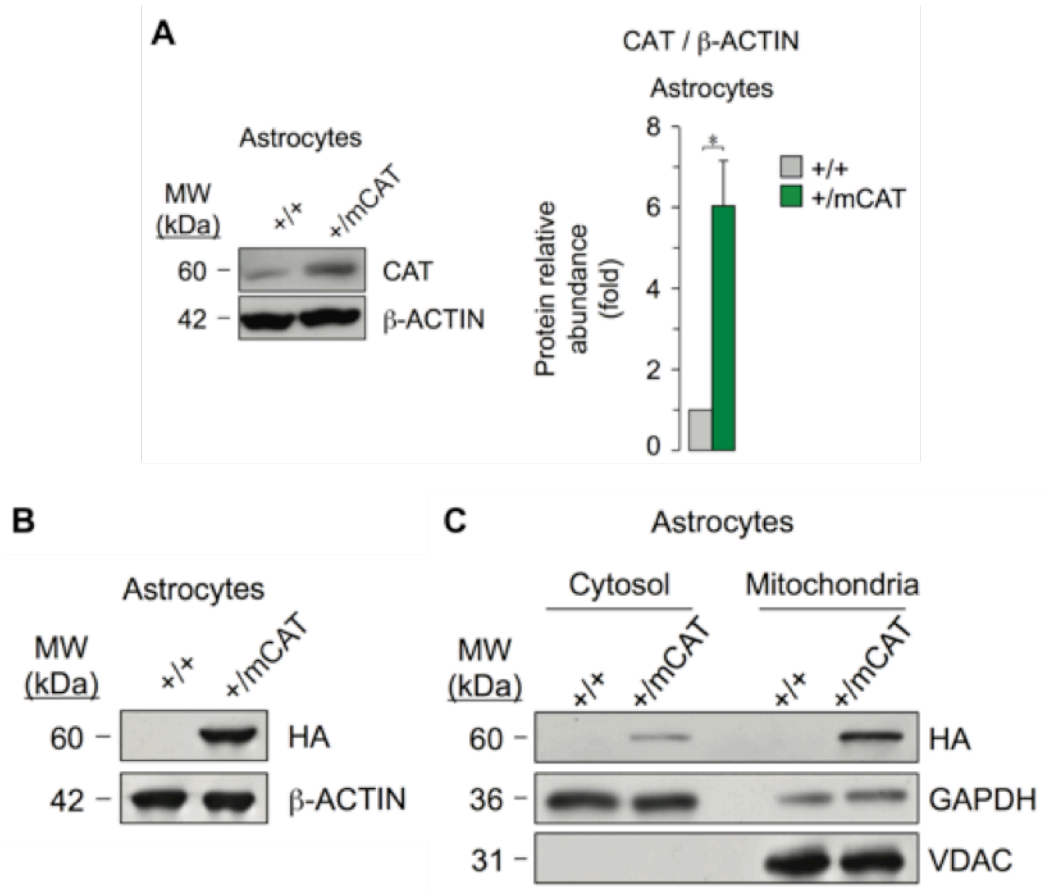 A
CAT / β-ACTIN
Astrocytes
Astrocytes
MW
(kDa)
+/+
+/mCAT
60
CAT
42
β-ACTIN
Protein relative
abundance
(fold)
8
6
4
2
0
*
+/+
+/mCAT
B
Astrocytes
MW
(kDa)
+/+
+/mCAT
60
HA
42
β-ACTIN
C
Astrocytes
Cytosol
Mitochondria
MW
(kDa)
+/+
+/mCAT
+/+
+/mCAT
60
HA
36
GAPDH
31
VDAC